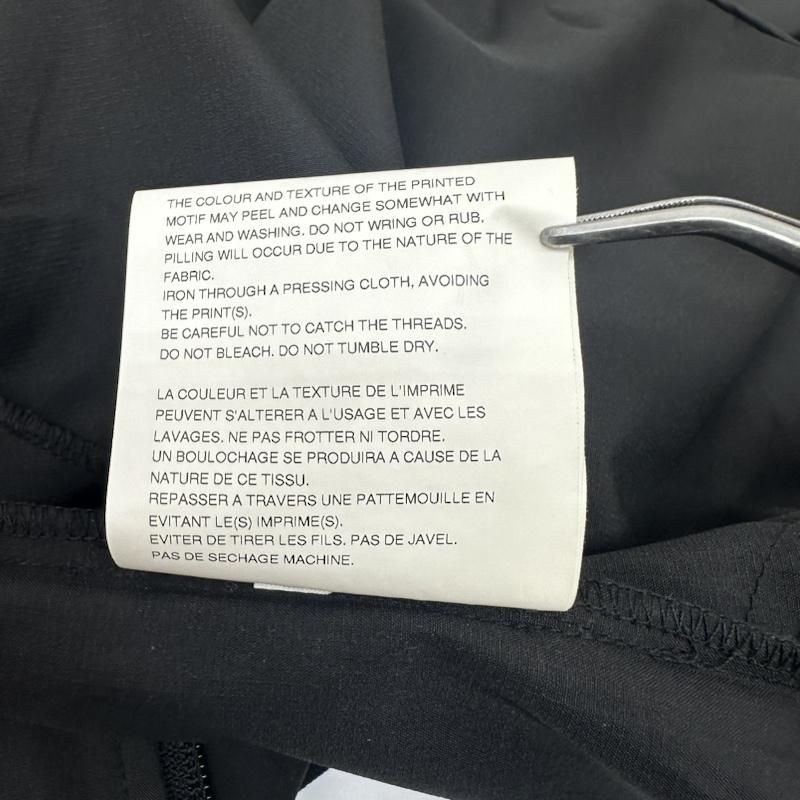 THE COLOUR AND TEXTURE OF THE PRINTED
MOTIF MAY PEEL AND CHANGE SOMEWHAT WITH
WEAR AND WASHING. DO NOT WRING OR RUB.
PILLING WILL OCCUR DUE TO THE NATURE OF THE
FABRIC.
IRON THROUGH A PRESSING CLOTH, AVOIDING
THE PRINT(S).
BE CAREFUL NOT TO CATCH THE THREADS.
DO NOT BLEACH. DO NOT TUMBLE DRY.
LA COULEUR ET LA TEXTURE DE L'IMPRIME
PEUVENT S'ALTERER A L'USAGE ET AVEC LES
LAVAGES. NE PAS FROTTER NI TORDRE.
UN BOULOCHAGE SE PRODUIRA A CAUSE DE LA
NATURE DE CE TISSU.
REPASSER A TRAVERS UNE PATTEMOUILLE EN
EVITANT LE(S) IMPRIME(S).
EVITER DE TIRER LES FILS. PAS DE JAVEL.
PAS DE SECHAGE MACHINE.